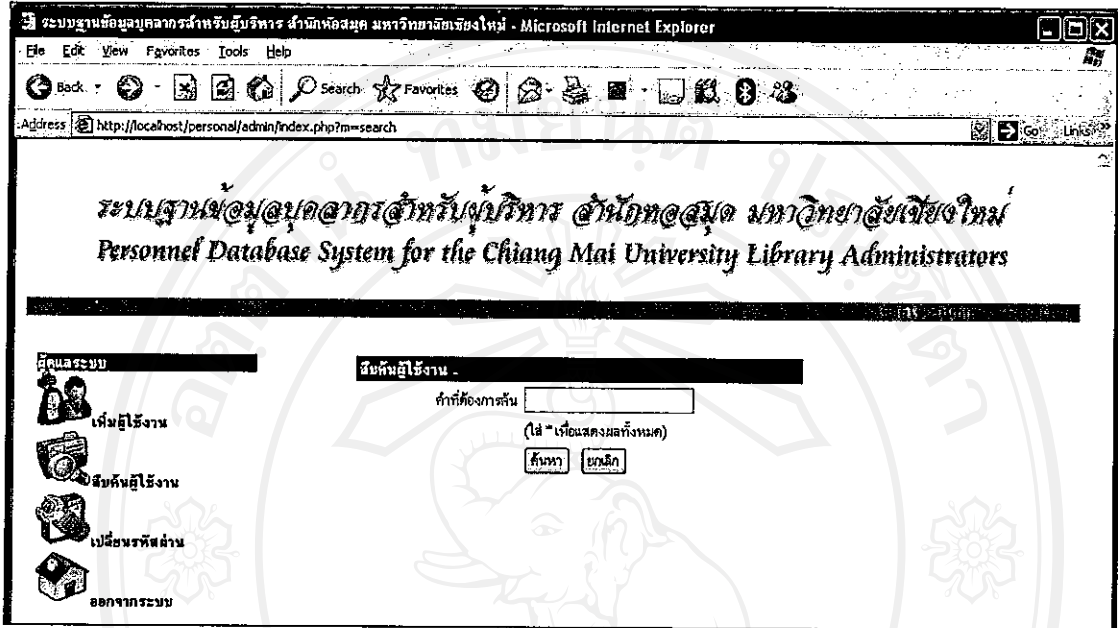 ระบบฐานข้อมูลบุคลากรสำหรับผู้บริหาร สำนักหอสมุด มหาวิทยาลัยเชียงใหม่ - Microsoft Internet Explorer
File Edit View Favorites Tools Help
Back Search Favorites
Address http://localhost/personal/admin/index.php?m=search Go Links »
ระบบฐานข้อมูลบุคลากรสำหรับผู้บริหาร สำนักหอสมุด มหาวิทยาลัยเชียงใหม่
Personnel Database System for the Chiang Mai University Library Administrators
ผู้ดูแลระบบ
เพิ่มผู้ใช้งาน
สืบค้นผู้ใช้งาน
เปลี่ยนรหัสผ่าน
ออกจากระบบ
สืบค้นผู้ใช้งาน -
คำที่ต้องการค้น
(ใส่ * เพื่อแสดงผลทั้งหมด)
ค้นหา ยกเลิก